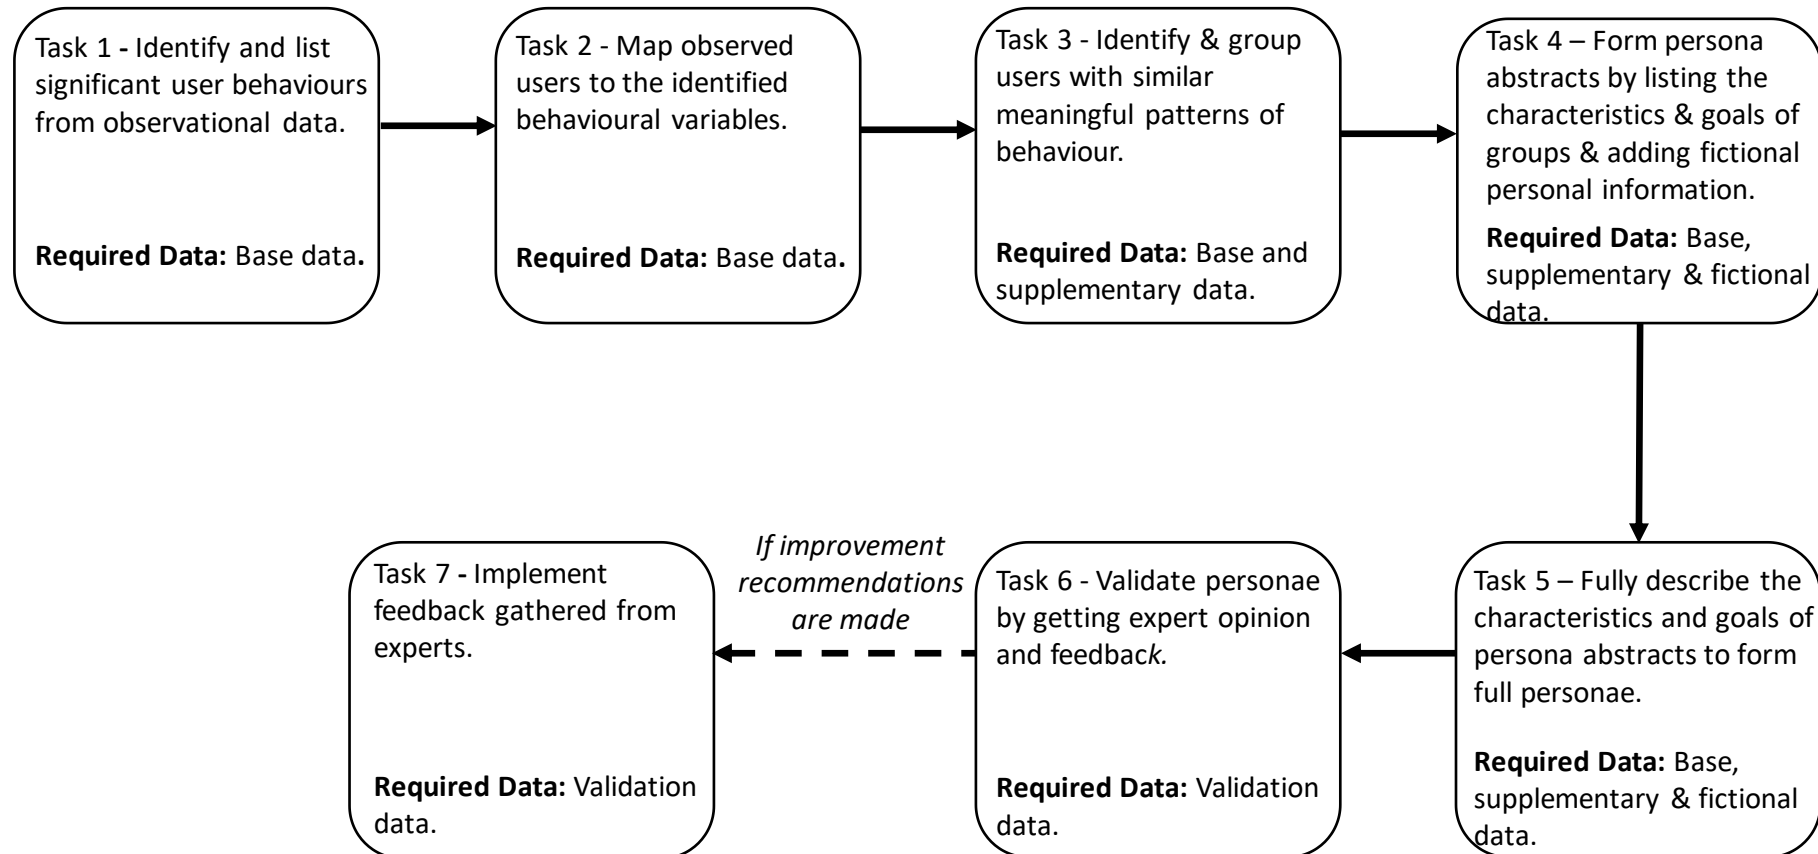 Task 1 - Identify and list
significant user behaviours
from observational data.
Required Data: Base data.
Task 2 - Map observed
users to the identified
behavioural variables.
Required Data: Base data.
Task 3 - Identify & group
users with similar
meaningful patterns of
behaviour.
Required Data: Base and
supplementary data.
Task 4 – Form persona
abstracts by listing the
characteristics & goals of
groups & adding fictional
personal information.
Required Data: Base,
supplementary & fictional
data.
Task 5 – Fully describe the
characteristics and goals of
persona abstracts to form
full personae.
Required Data: Base,
supplementary & fictional
data.
Task 6 - Validate personae
by getting expert opinion
and feedback.
Required Data: Validation
data.
If improvement
recommendations
are made
Task 7 - Implement
feedback gathered from
experts.
Required Data: Validation
data.